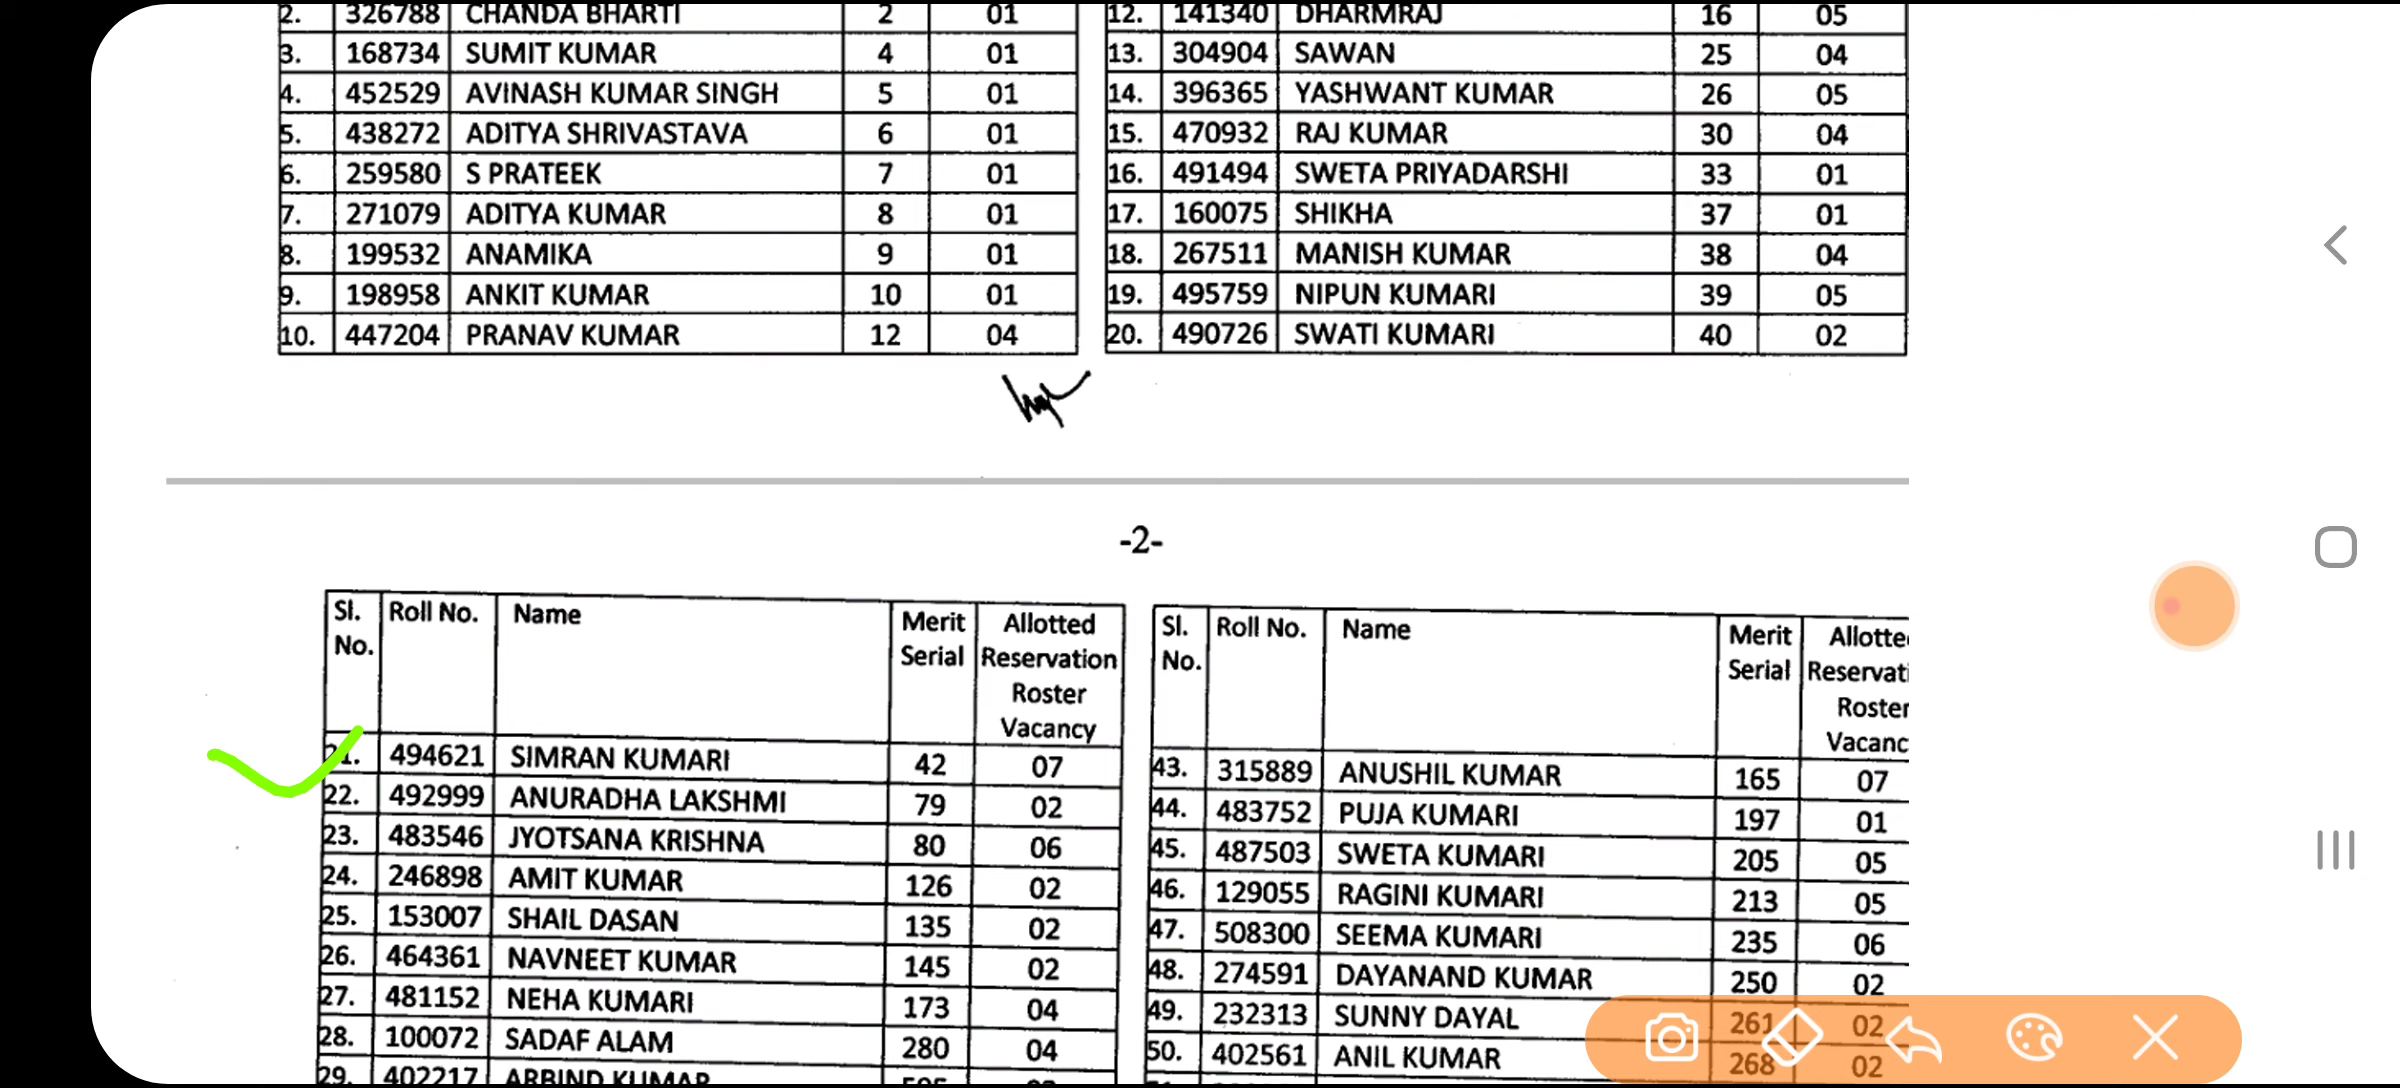 2. 326788 CHANDA BHARTI 2 01
3. 168734 SUMIT KUMAR 4 01
4. 452529 AVINASH KUMAR SINGH 5 01
5. 438272 ADITYA SHRIVASTAVA 6 01
6. 259580 S PRATEEK 7 01
7. 271079 ADITYA KUMAR 8 01
8. 199532 ANAMIKA 9 01
9. 198958 ANKIT KUMAR 10 01
10. 447204 PRANAV KUMAR 12 04
12. 141340 DHARMRAJ 16 05
13. 304904 SAWAN 25 04
14. 396365 YASHWANT KUMAR 26 05
15. 470932 RAJ KUMAR 30 04
16. 491494 SWETA PRIYADARSHI 33 01
17. 160075 SHIKHA 37 01
18. 267511 MANISH KUMAR 38 04
19. 495759 NIPUN KUMARI 39 05
20. 490726 SWATI KUMARI 40 02
-2-
Sl. No. Roll No. Name Merit Serial Allotted Reservation Roster Vacancy
21. 494621 SIMRAN KUMARI 42 07
22. 492999 ANURADHA LAKSHMI 79 02
23. 483546 JYOTSANA KRISHNA 80 06
24. 246898 AMIT KUMAR 126 02
25. 153007 SHAIL DASAN 135 02
26. 464361 NAVNEET KUMAR 145 02
27. 481152 NEHA KUMARI 173 04
28. 100072 SADAF ALAM 280 04
29. 402217 ARBIND KUMAR
Sl. No. Roll No. Name Merit Serial Allotte Reservati Roster Vacanc
43. 315889 ANUSHIL KUMAR 165 07
44. 483752 PUJA KUMARI 197 01
45. 487503 SWETA KUMARI 205 05
46. 129055 RAGINI KUMARI 213 05
47. 508300 SEEMA KUMARI 235 06
48. 274591 DAYANAND KUMAR 250 02
49. 232313 SUNNY DAYAL 261 02
50. 402561 ANIL KUMAR 268 02